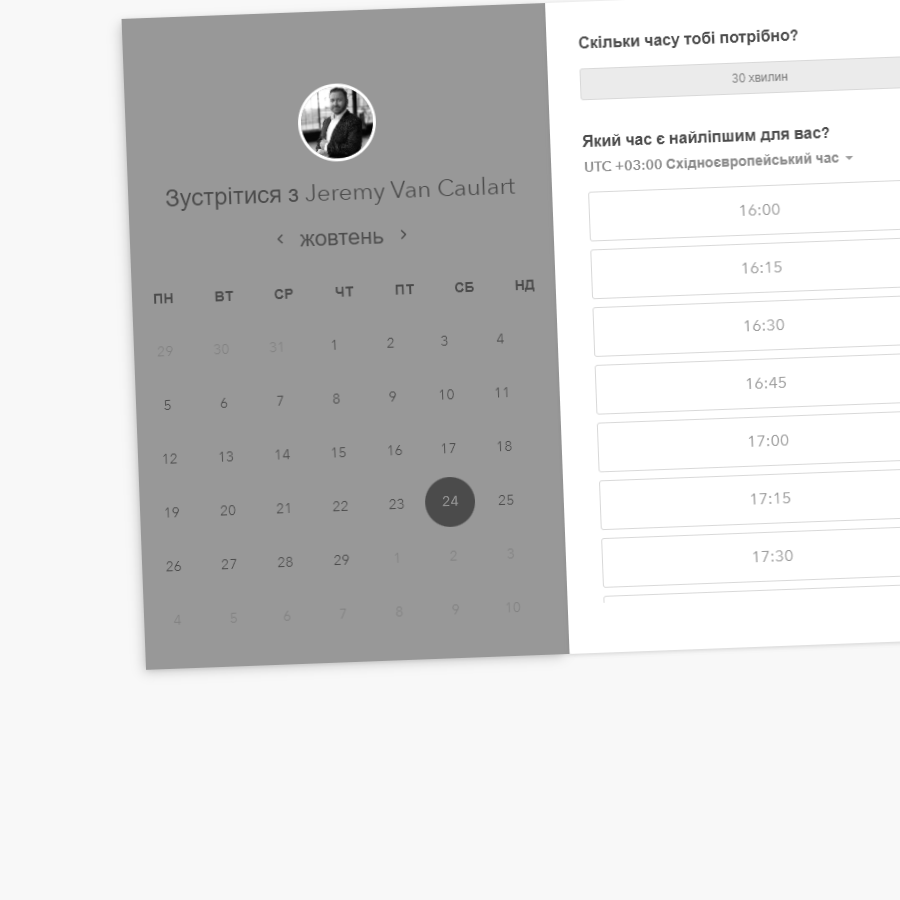 Зустрітися з Jeremy Van Caulart
жовтень
ПН ВТ СР ЧТ ПТ СБ НД
29 30 31 1 2 3 4
5 6 7 8 9 10 11
12 13 14 15 16 17 18
19 20 21 22 23 24 25
26 27 28 29 1 2 3
4 5 6 7 8 9 10
Скільки часу тобі потрібно?
30 хвилин
Який час є найліпшим для вас?
UTC +03:00 Східноєвропейський час
16:00
16:15
16:30
16:45
17:00
17:15
17:30